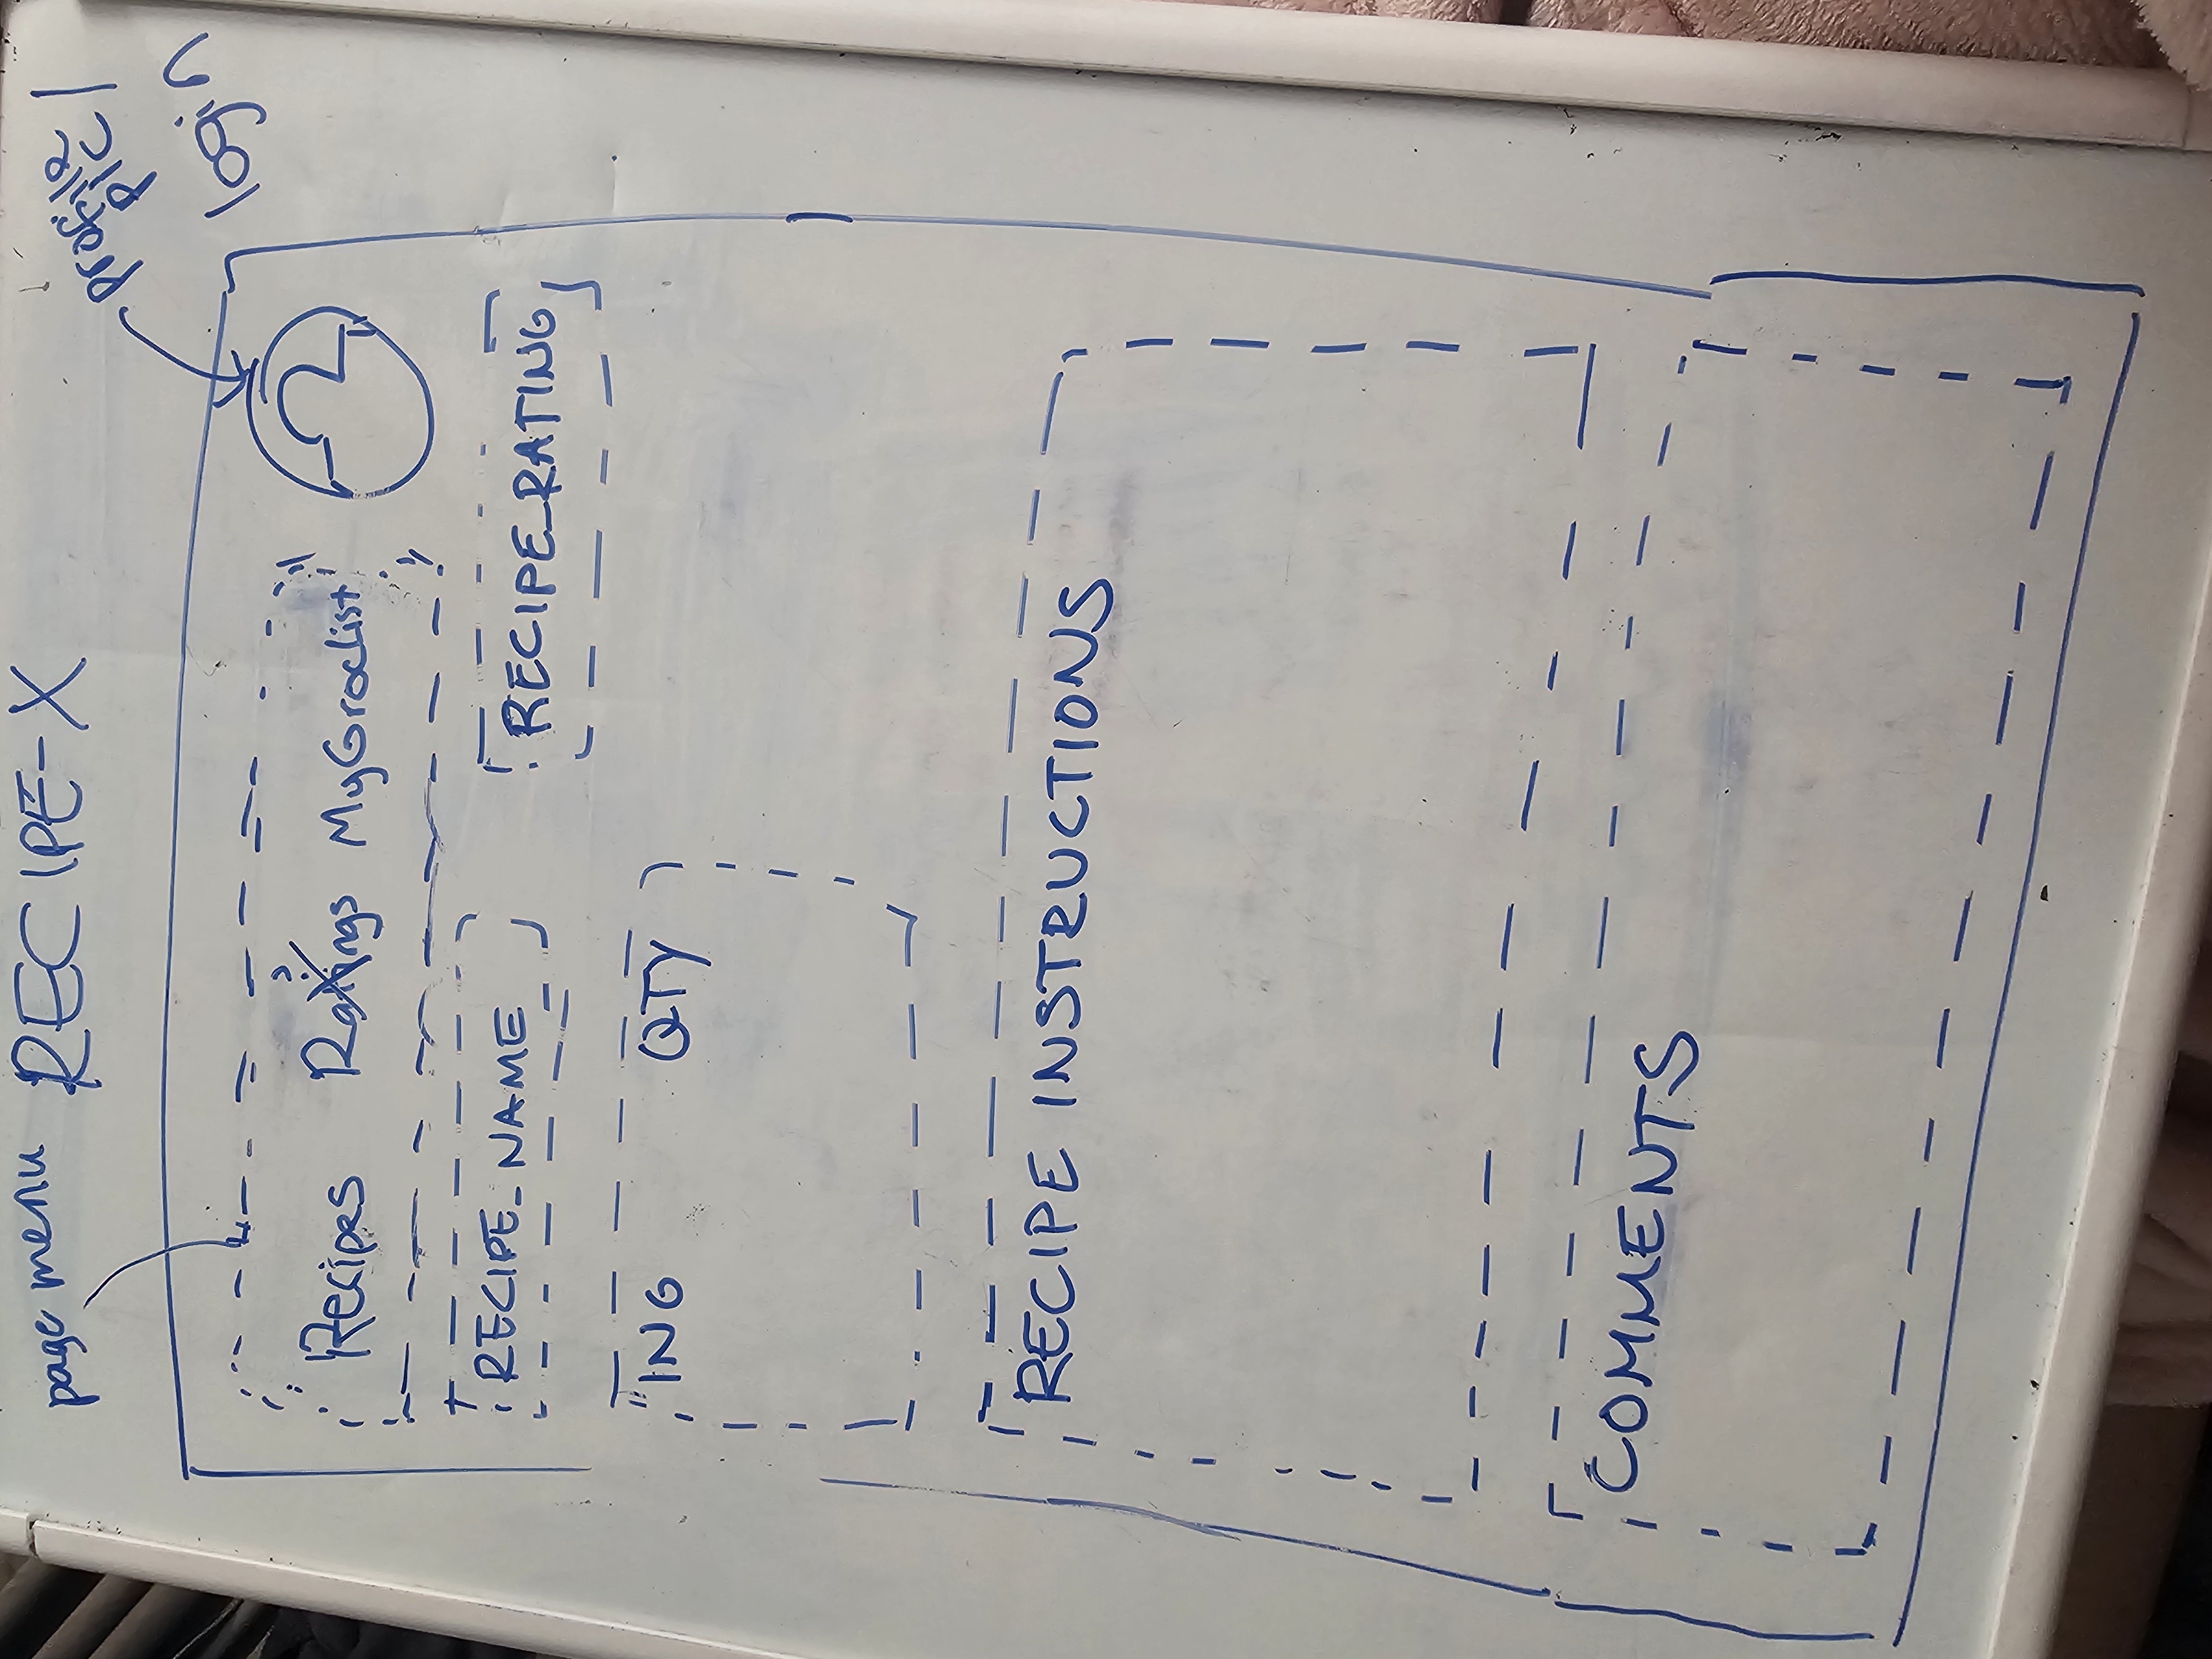 page menu RECIPE-X
profile
pic /
login
Recipes Ratings MyGrocList
RECIPE_NAME
RECIPE_RATING
ING QTY
RECIPE INSTRUCTIONS
COMMENTS